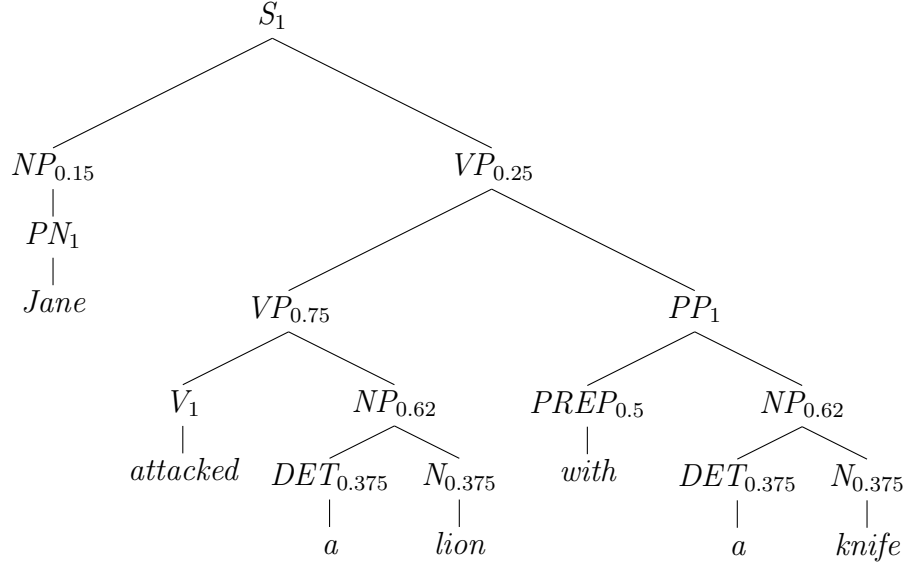 S₁
NP₀.₁₅ VP₀.₂₅
PN₁
Jane VP₀.₇₅ PP₁
V₁ NP₀.₆₂ PREP₀.₅ NP₀.₆₂
attacked DET₀.₃₇₅ N₀.₃₇₅ with DET₀.₃₇₅ N₀.₃₇₅
a lion a knife